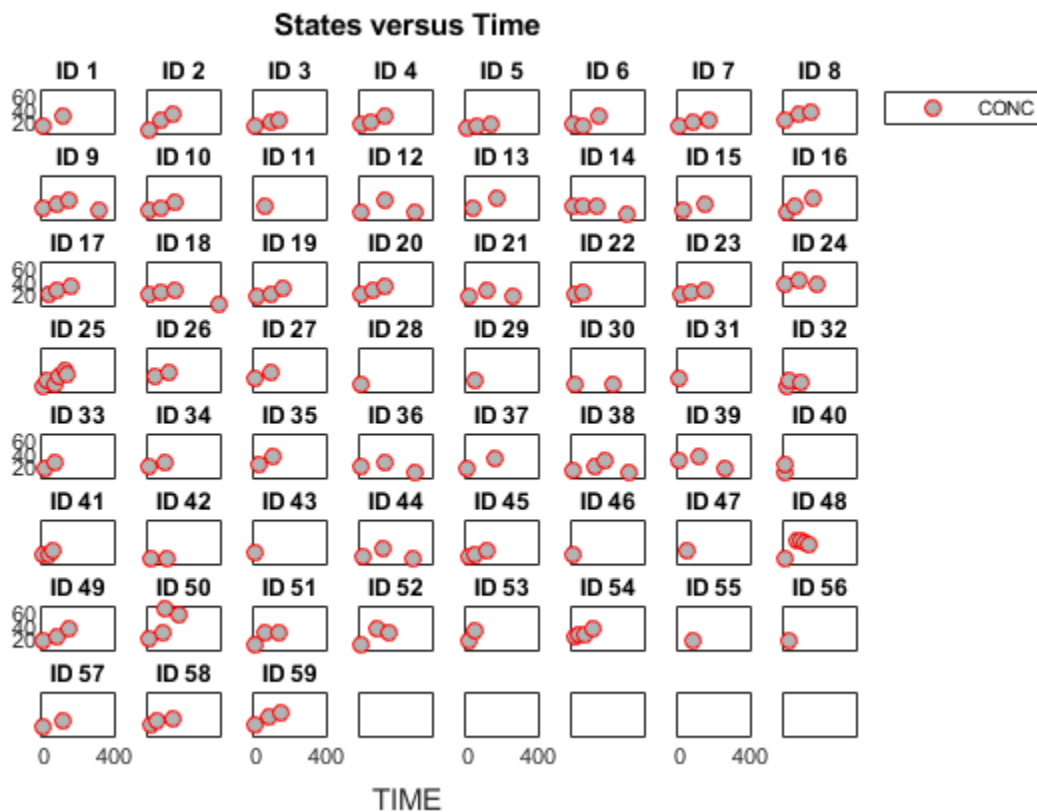 States versus Time
ID 1 ID 2 ID 3 ID 4 ID 5 ID 6 ID 7 ID 8
60
40
20
CONC
ID 9 ID 10 ID 11 ID 12 ID 13 ID 14 ID 15 ID 16
ID 17 ID 18 ID 19 ID 20 ID 21 ID 22 ID 23 ID 24
60
40
20
ID 25 ID 26 ID 27 ID 28 ID 29 ID 30 ID 31 ID 32
ID 33 ID 34 ID 35 ID 36 ID 37 ID 38 ID 39 ID 40
60
40
20
ID 41 ID 42 ID 43 ID 44 ID 45 ID 46 ID 47 ID 48
ID 49 ID 50 ID 51 ID 52 ID 53 ID 54 ID 55 ID 56
60
40
20
ID 57 ID 58 ID 59
0 400 0 400 0 400 0 400
TIME